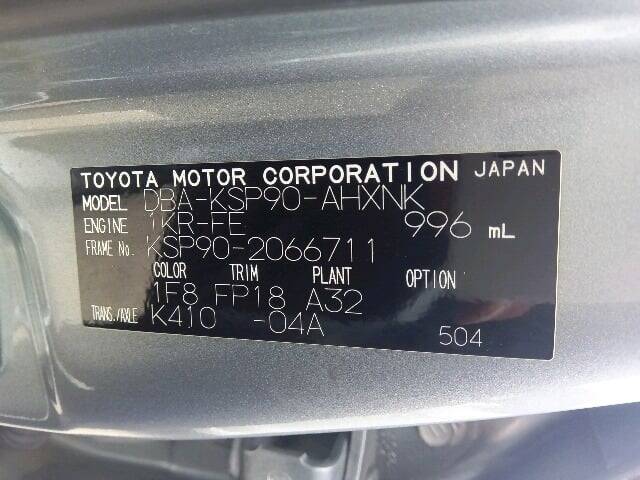 TOYOTA MOTOR CORPORATION JAPAN
MODEL DBA-KSP90-AHXNK
ENGINE 1KR-FE 996 mL
FRAME No. KSP90-2066711
COLOR TRIM PLANT OPTION
1F8 FP18 A32
TRANS./AXLE K410 -04A
504